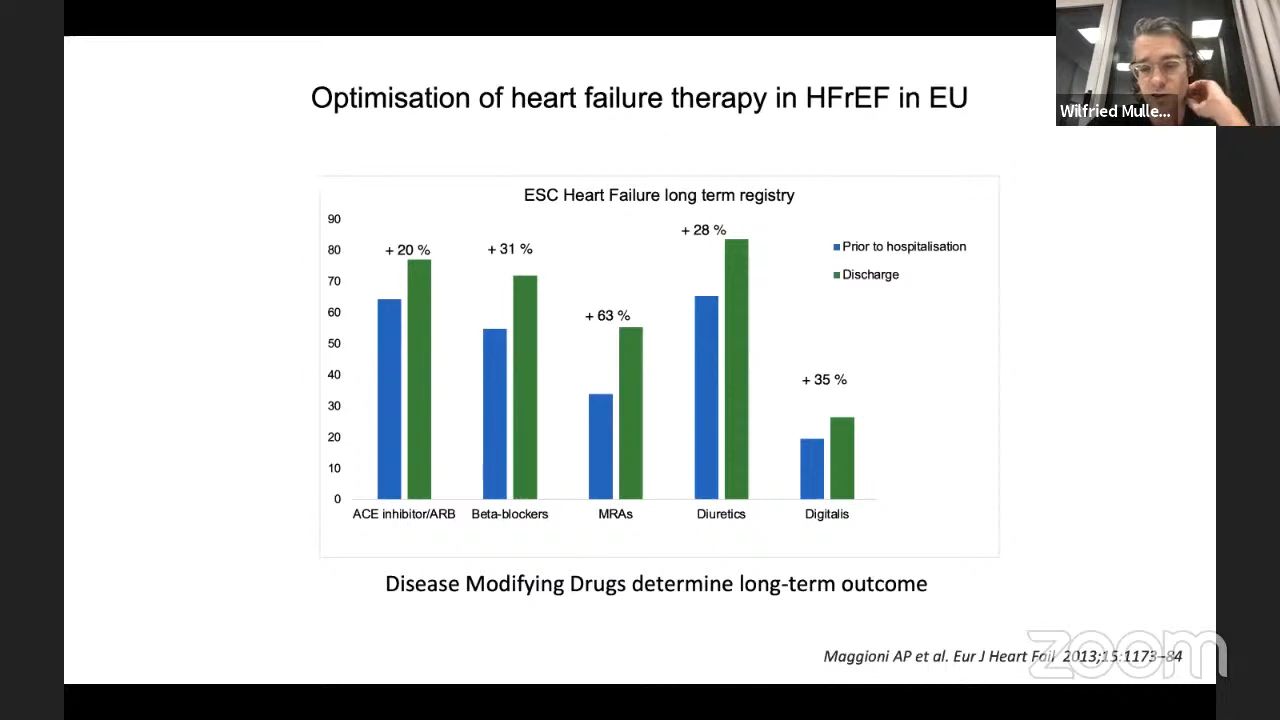 Optimisation of heart failure therapy in HFrEF in EU
Wilfried Mulle...
ESC Heart Failure long term registry
90
80
70
60
50
40
30
20
10
0
+ 20 %
+ 31 %
+ 63 %
+ 28 %
+ 35 %
Prior to hospitalisation
Discharge
ACE inhibitor/ARB
Beta-blockers
MRAs
Diuretics
Digitalis
Disease Modifying Drugs determine long-term outcome
Maggioni AP et al. Eur J Heart Fail 2013;15:1173–84
zoom